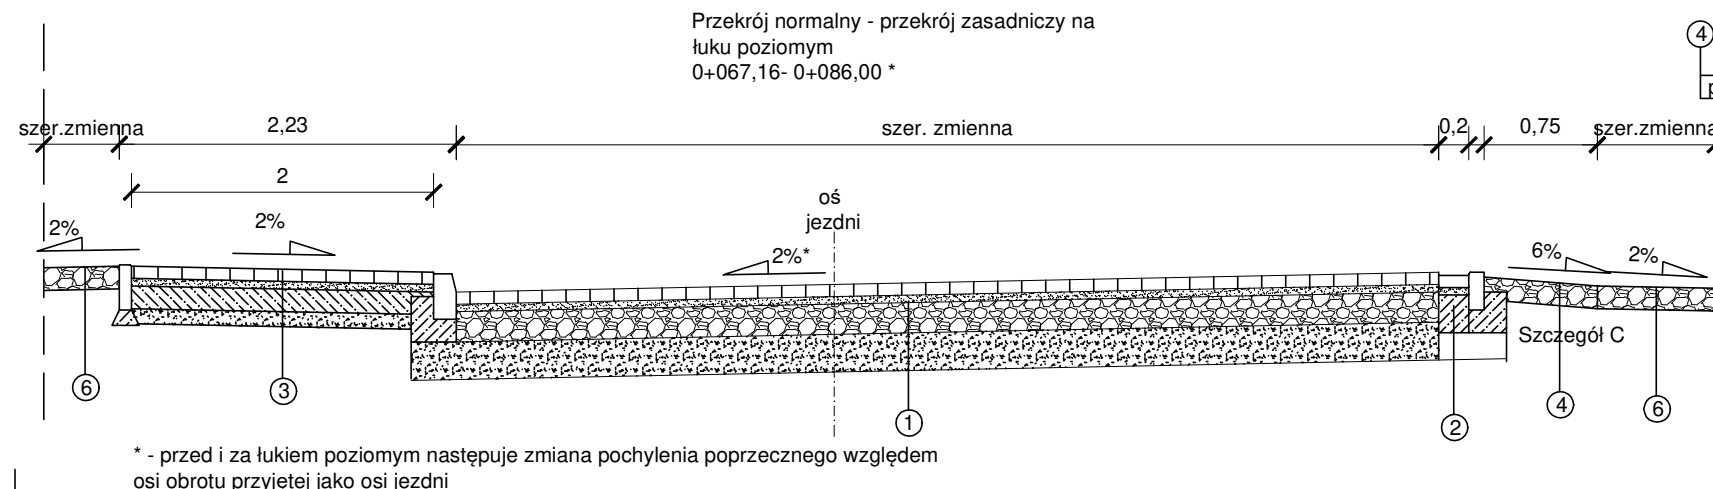 Przekrój normalny - przekrój zasadniczy na
łuku poziomym
0+067,16- 0+086,00 *
4
szer.zmienna
2,23
szer. zmienna
0,2
0,75
szer.zmienna
2
oś
jezdni
2%
2%
2%*
6%
2%
Szczegół C
6
3
1
2
4
6
* - przed i za łukiem poziomym następuje zmiana pochylenia poprzecznego względem
osi obrotu przyjętej jako osi jezdni